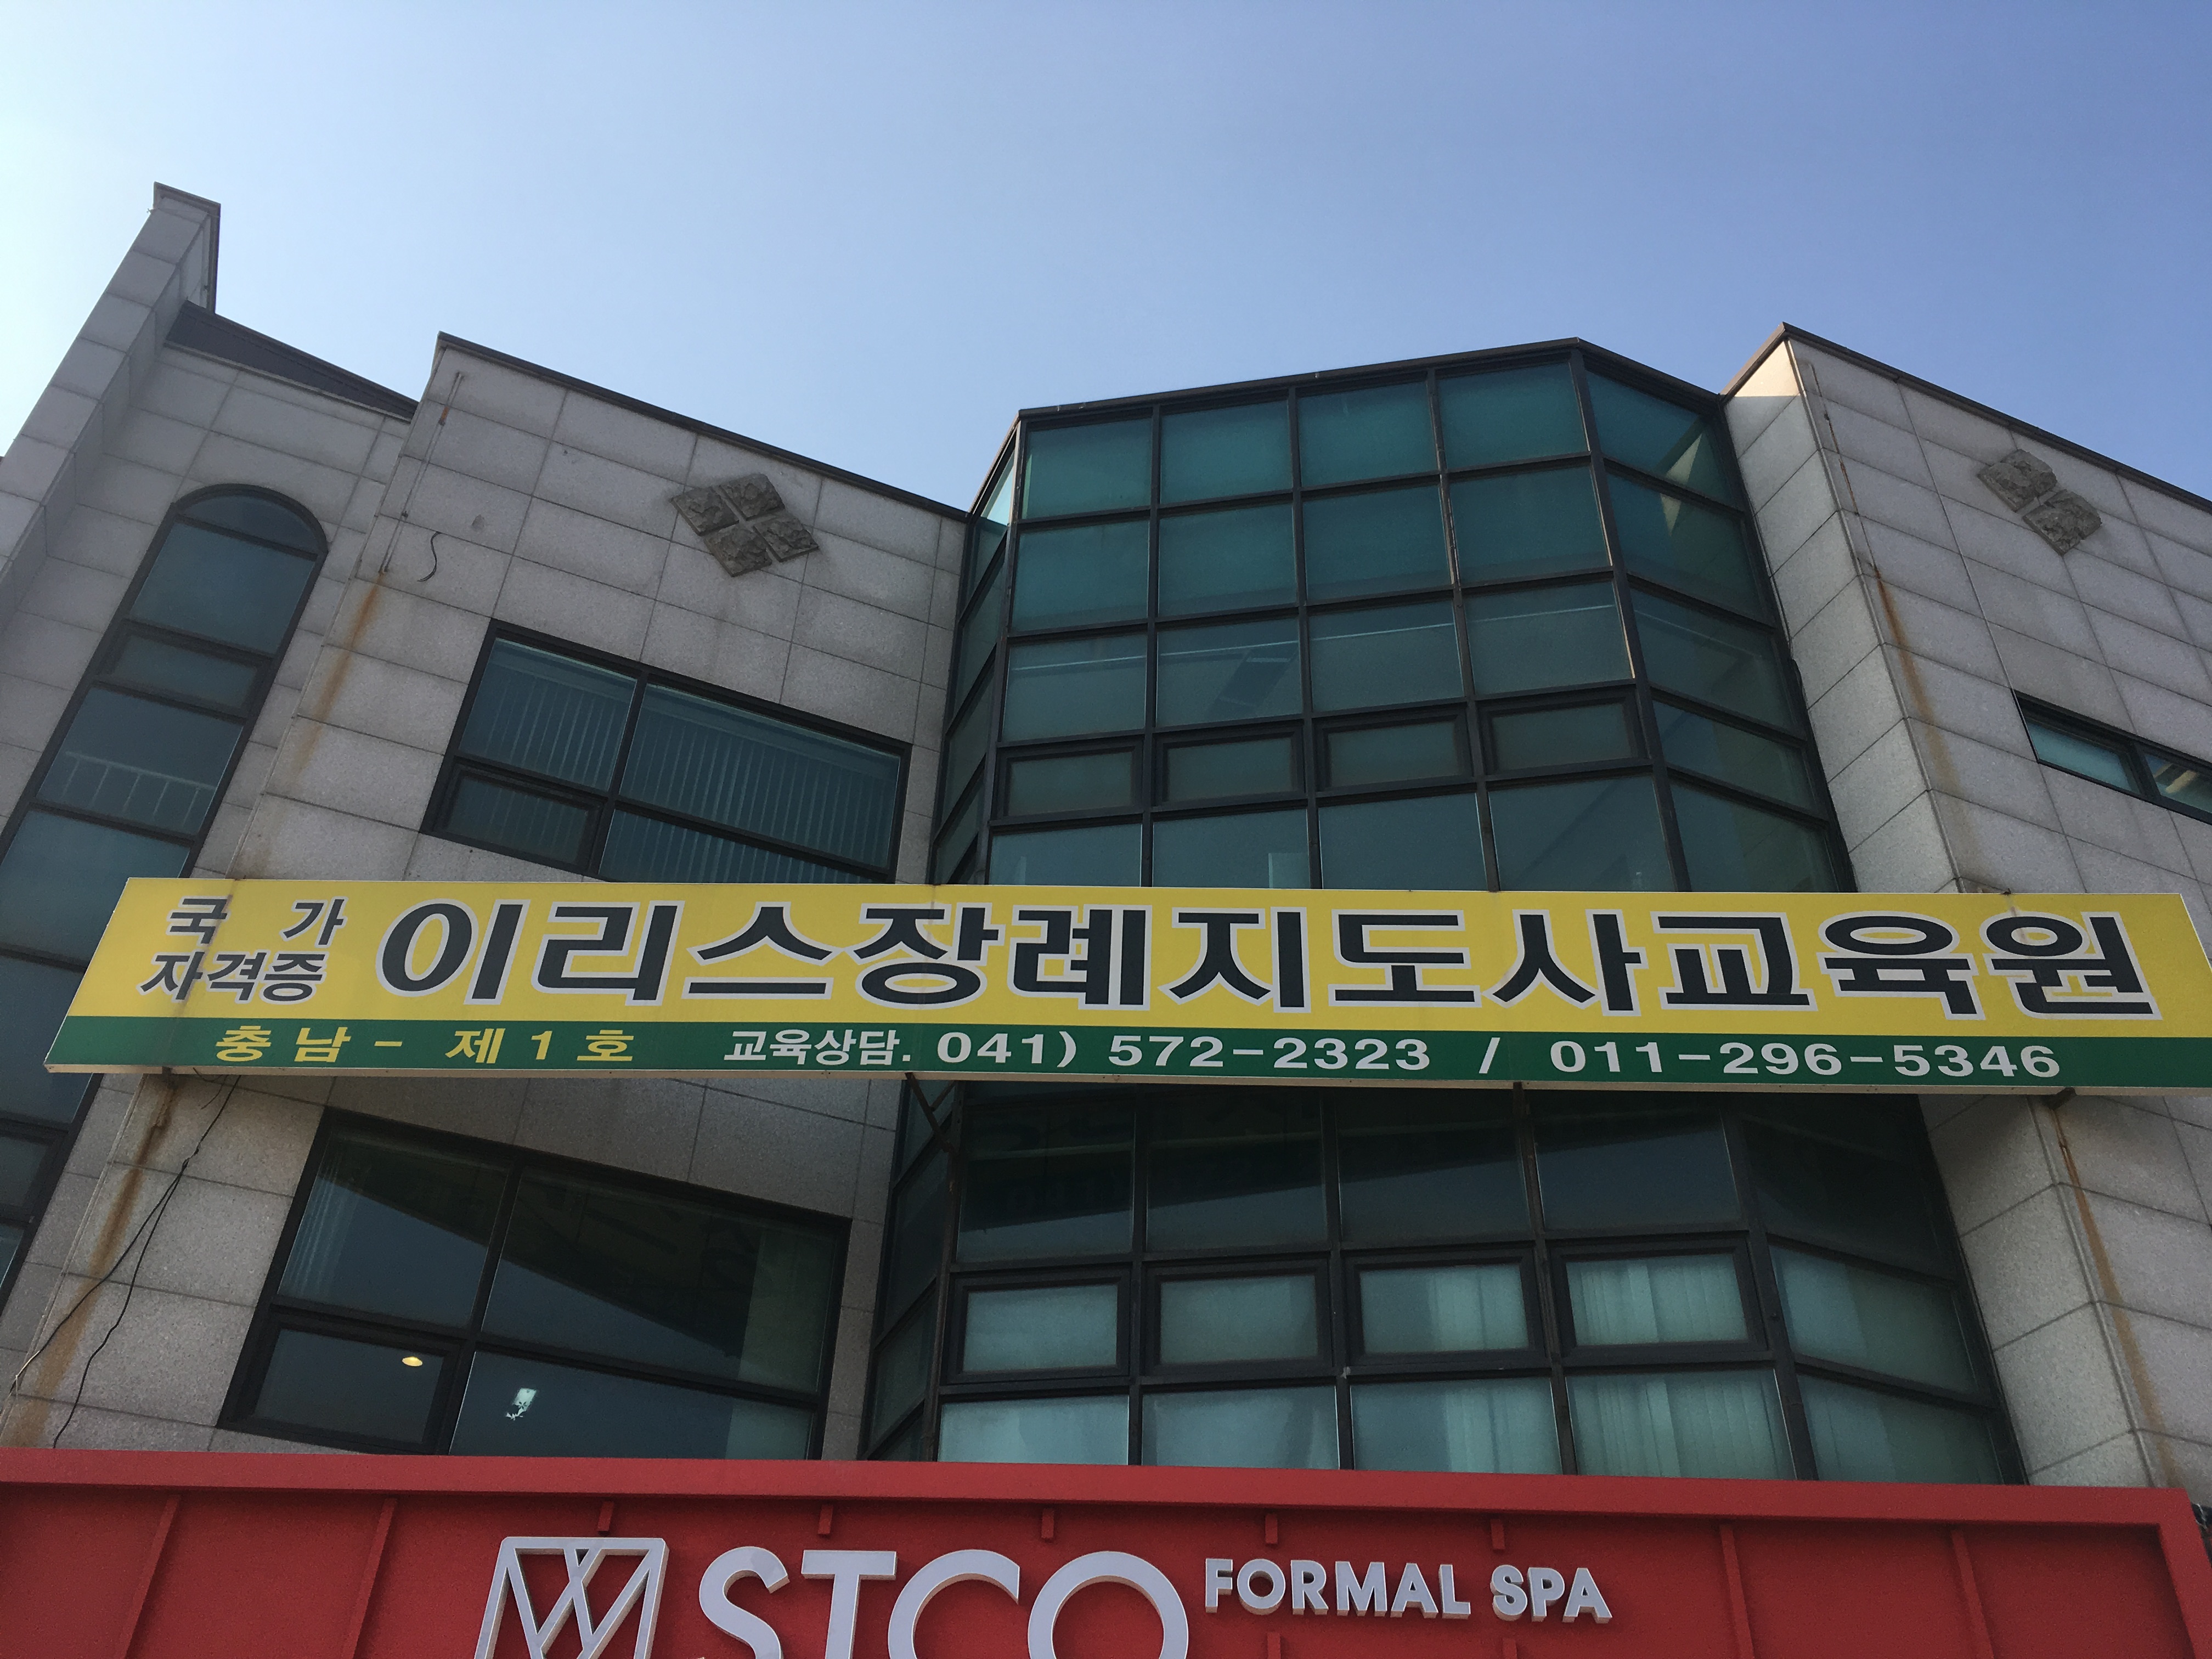 국 가
자격증
이리스장례지도사교육원
충남 - 제1호 교육상담. 041) 572-2323 / 011-296-5346
STCO FORMAL SPA